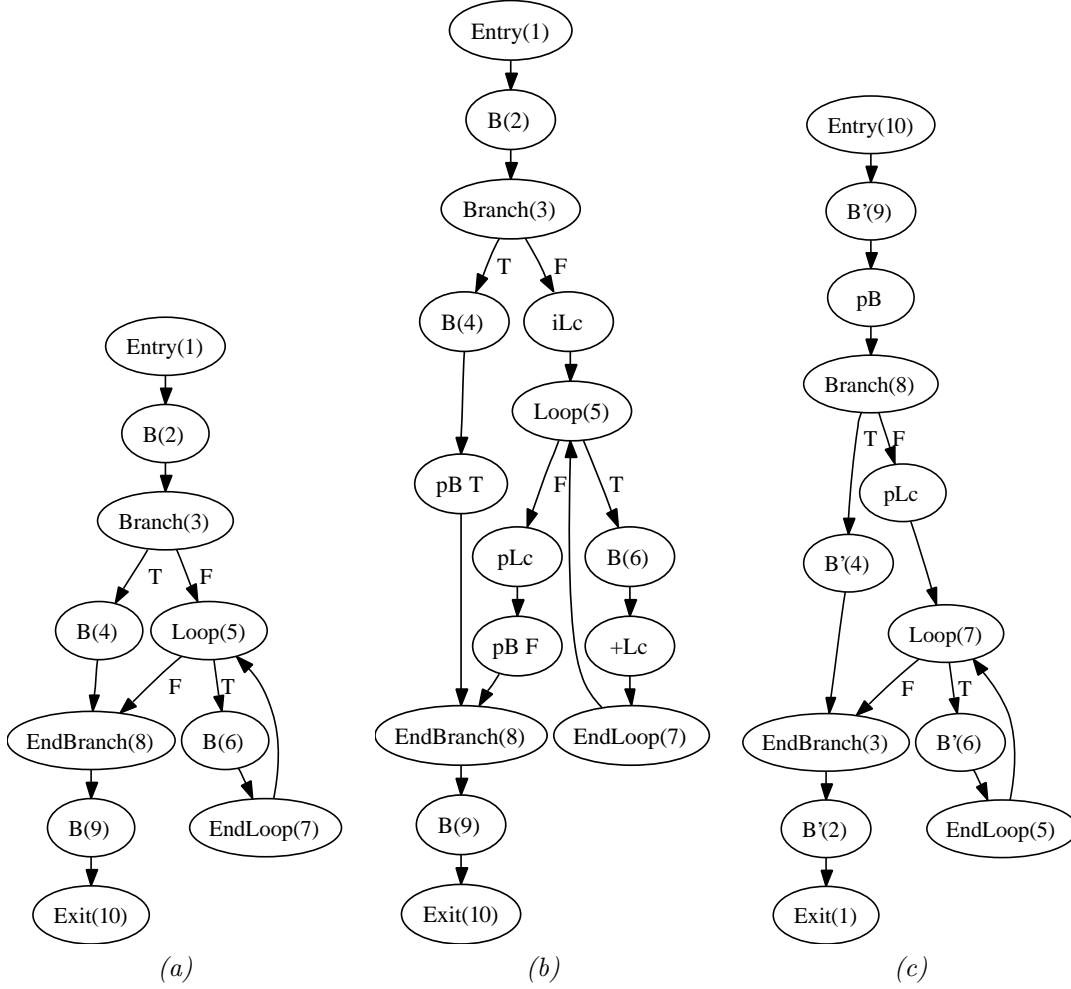 Entry(1)
B(2)
Branch(3)
T
F
B(4)
Loop(5)
F
T
EndBranch(8)
B(6)
B(9)
EndLoop(7)
Exit(10)
(a)
Entry(1)
B(2)
Branch(3)
T
F
B(4)
iLc
Loop(5)
pB T
F
T
pLc
B(6)
pB F
+Lc
EndBranch(8)
EndLoop(7)
B(9)
Exit(10)
(b)
Entry(10)
B'(9)
pB
Branch(8)
T
F
pLc
B'(4)
Loop(7)
F
T
EndBranch(3)
B'(6)
B'(2)
EndLoop(5)
Exit(1)
(c)